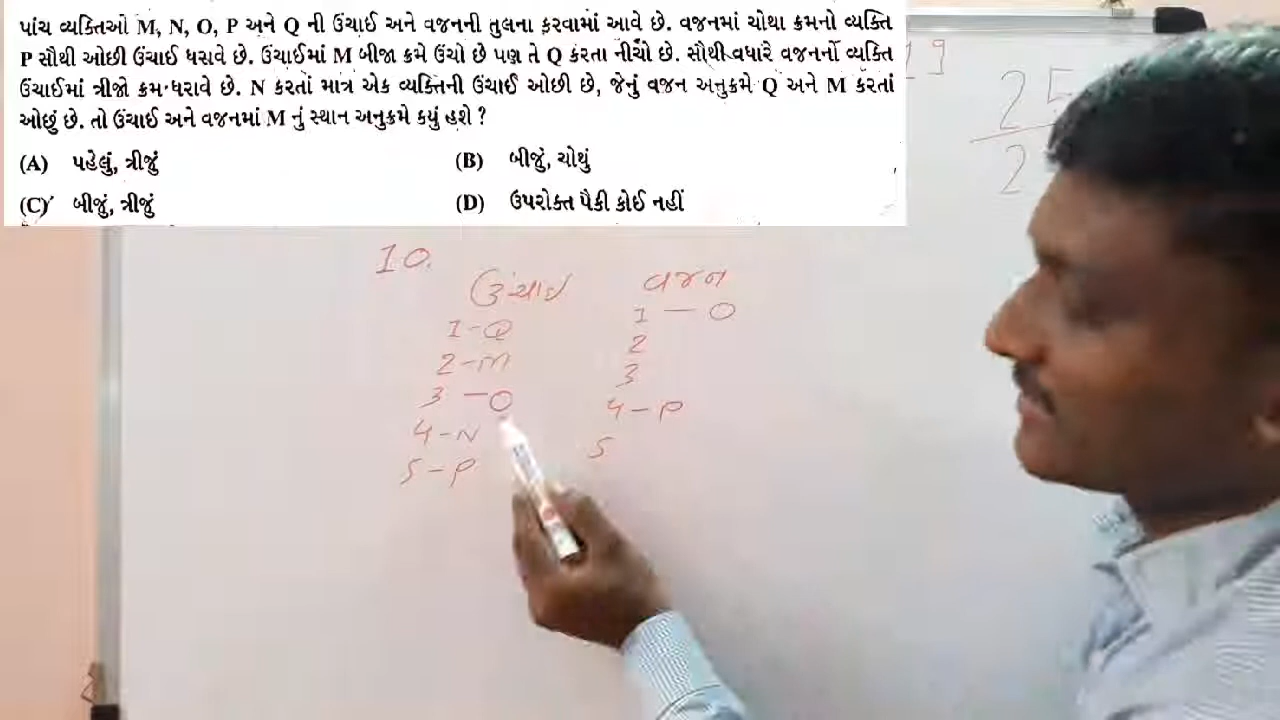 પાંચ વ્યક્તિઓ M, N, O, P અને Q ની ઉંચાઈ અને વજનની તુલના કરવામાં આવે છે. વજનમાં ચોથા ક્રમનો વ્યક્તિ
P સૌથી ઓછી ઉંચાઈ ધરાવે છે. ઉંચાઈમાં M બીજા ક્રમે ઉંચો છે પણ તે Q કરતા નીચો છે. સૌથી વધારે વજનનો વ્યક્તિ
ઉંચાઈમાં ત્રીજો ક્રમ ધરાવે છે. N કરતાં માત્ર એક વ્યક્તિની ઉંચાઈ ઓછી છે, જેનું વજન અનુક્રમે Q અને M કરતાં
ઓછું છે. તો ઉંચાઈ અને વજનમાં M નું સ્થાન અનુક્રમે કયું હશે ?
(A) પહેલું, ત્રીજું (B) બીજું, ચોથું
(C) બીજું, ત્રીજું (D) ઉપરોક્ત પૈકી કોઈ નહીં
19
25
2
10.
ઉંચાઈ વજન
1-Q 1-O
2-M 2
3-O 3
4-N 4-P
5-P 5